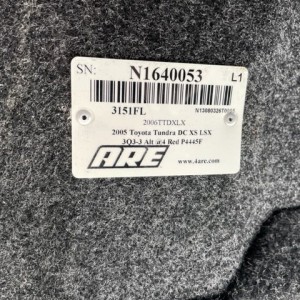 SN: N1640053 L1
3151FL
2006TTDXLX
2005 Toyota Tundra DC XS LSX
3Q3-3 Alt @4 Red P4445F
ARE
www.4are.com